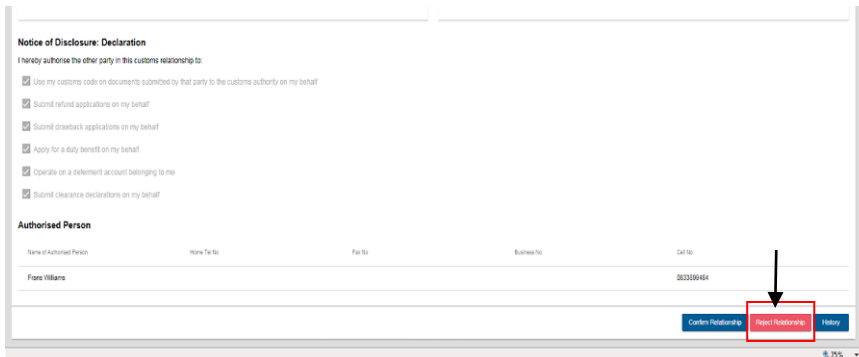 Notice of Disclosure: Declaration
I hereby authorise the other party in this customs relationship to:
Use my customs code on documents submitted by that party to the customs authority on my behalf
Submit refund applications on my behalf
Submit drawback applications on my behalf
Apply for a duty benefit on my behalf
Operate on a deferment account belonging to me
Submit clearance declarations on my behalf
Authorised Person
Name of Authorised Person Home Tel No Fax No Business No Cell No
Frans Williams 0833899484
Confirm Relationship Reject Relationship History
75%